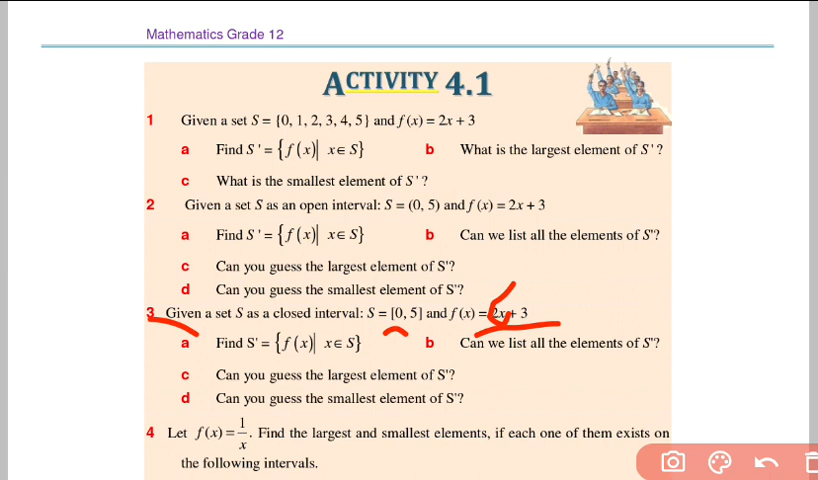 Mathematics Grade 12
ACTIVITY 4.1
1 Given a set S = {0, 1, 2, 3, 4, 5} and f (x) = 2x + 3
a Find S ' = {f (x)| x∈ S} b What is the largest element of S '?
c What is the smallest element of S '?
2 Given a set S as an open interval: S = (0, 5) and f (x) = 2x + 3
a Find S ' = {f (x)| x∈ S} b Can we list all the elements of S'?
c Can you guess the largest element of S'?
d Can you guess the smallest element of S'?
3 Given a set S as a closed interval: S = [0, 5] and f (x) = 2x + 3
a Find S' = {f (x)| x∈ S} b Can we list all the elements of S'?
c Can you guess the largest element of S'?
d Can you guess the smallest element of S'?
4 Let f (x) = 1/x. Find the largest and smallest elements, if each one of them exists on
the following intervals.